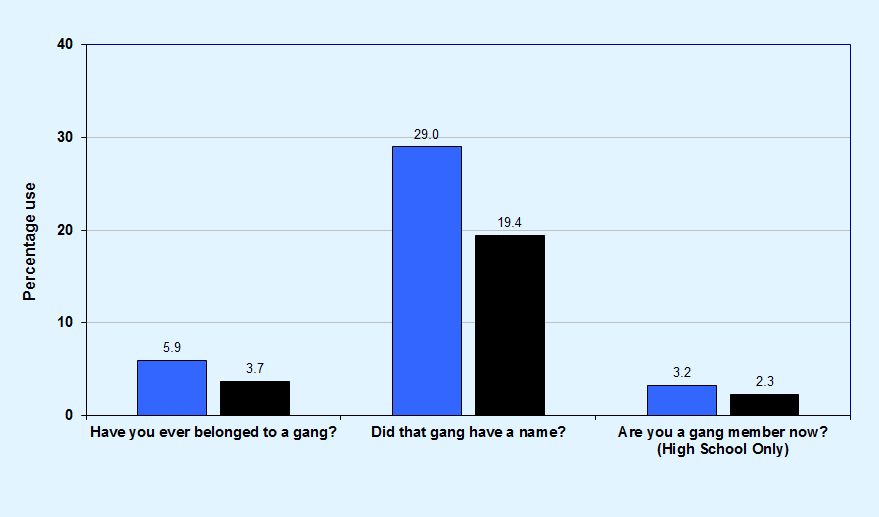 40
30
20
10
0
Percentage use
5.9
3.7
29.0
19.4
3.2
2.3
Have you ever belonged to a gang?
Did that gang have a name?
Are you a gang member now?
(High School Only)